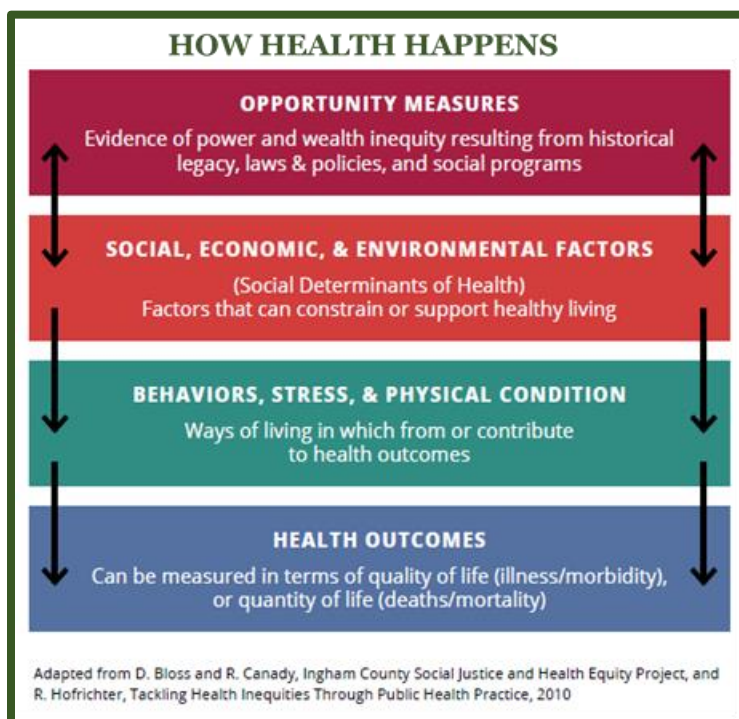 HOW HEALTH HAPPENS
OPPORTUNITY MEASURES
Evidence of power and wealth inequity resulting from historical
legacy, laws & policies, and social programs
SOCIAL, ECONOMIC, & ENVIRONMENTAL FACTORS
(Social Determinants of Health)
Factors that can constrain or support healthy living
BEHAVIORS, STRESS, & PHYSICAL CONDITION
Ways of living in which from or contribute
to health outcomes
HEALTH OUTCOMES
Can be measured in terms of quality of life (illness/morbidity),
or quantity of life (deaths/mortality)
Adapted from D. Bloss and R. Canady, Ingham County Social Justice and Health Equity Project, and
R. Hofrichter, Tackling Health Inequities Through Public Health Practice, 2010